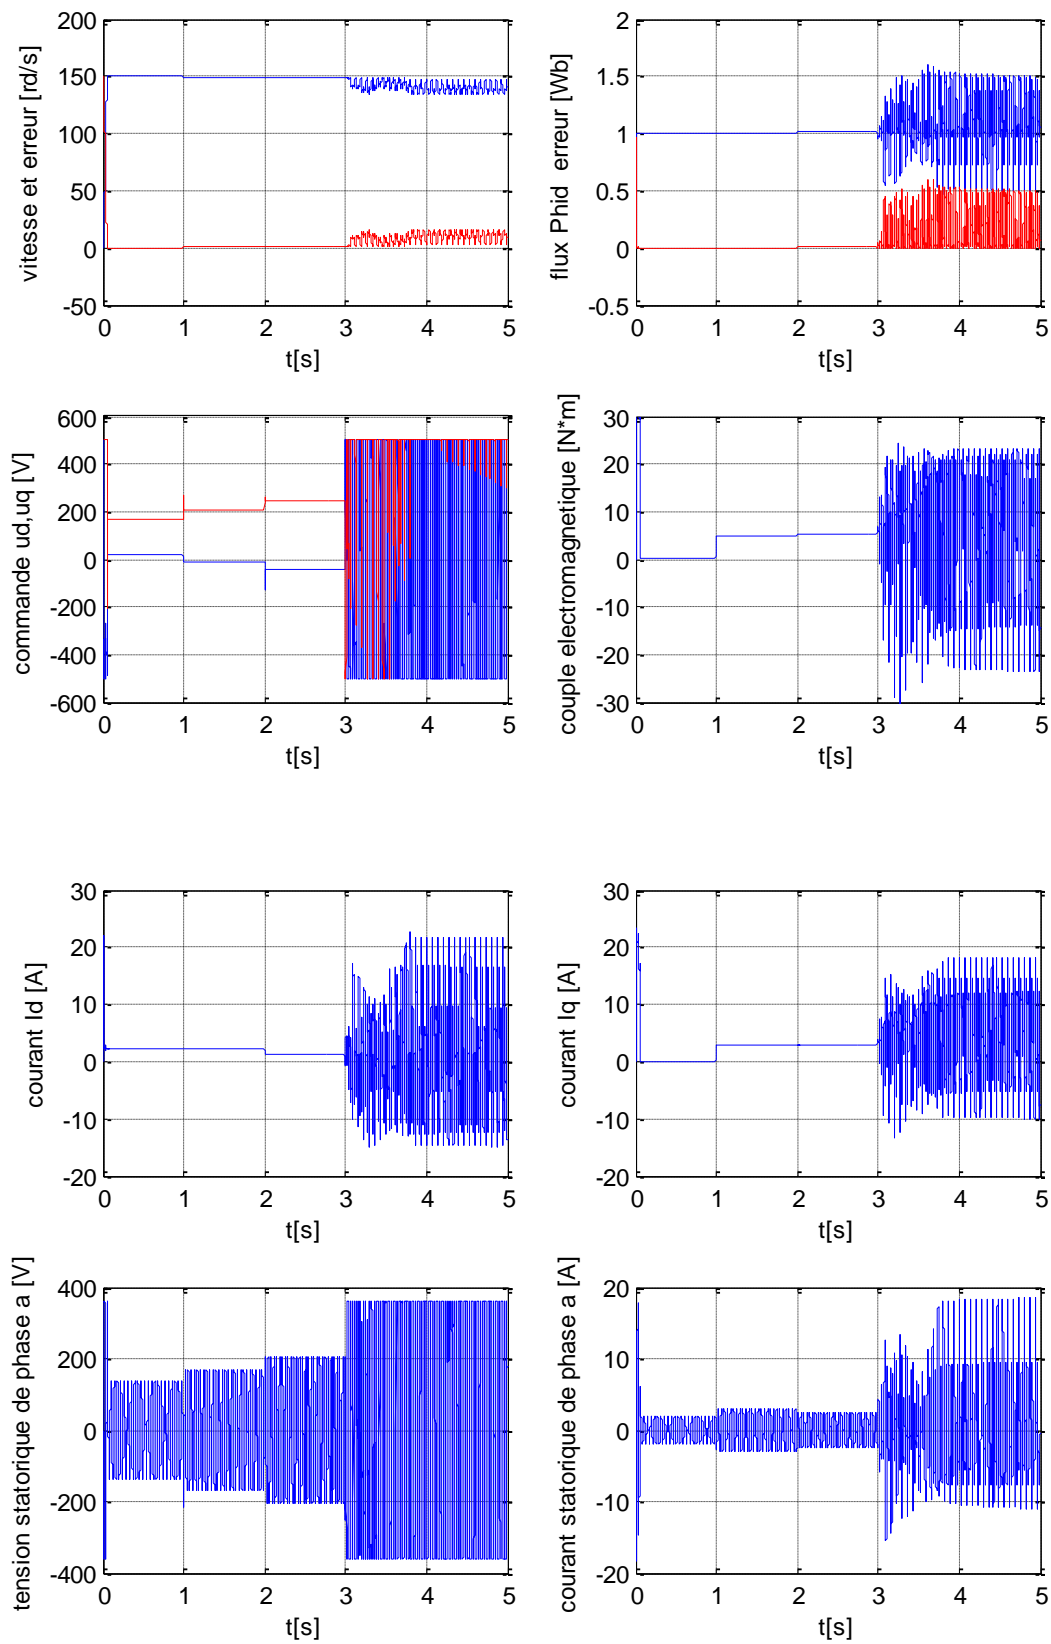 200
150
100
50
0
-50
0 1 2 3 4 5
t[s]
vitesse et erreur [rd/s]
2
1.5
1
0.5
0
-0.5
0 1 2 3 4 5
t[s]
flux Phid  erreur [Wb]
600
400
200
0
-200
-400
-600
0 1 2 3 4 5
t[s]
commande ud,uq [V]
30
20
10
0
-10
-20
-30
0 1 2 3 4 5
t[s]
couple electromagnetique [N*m]
30
20
10
0
-10
-20
0 1 2 3 4 5
t[s]
courant Id [A]
30
20
10
0
-10
-20
0 1 2 3 4 5
t[s]
courant Iq [A]
400
200
0
-200
-400
0 1 2 3 4 5
t[s]
tension statorique de phase a [V]
20
10
0
-10
-20
0 1 2 3 4 5
t[s]
courant statorique de phase a [A]